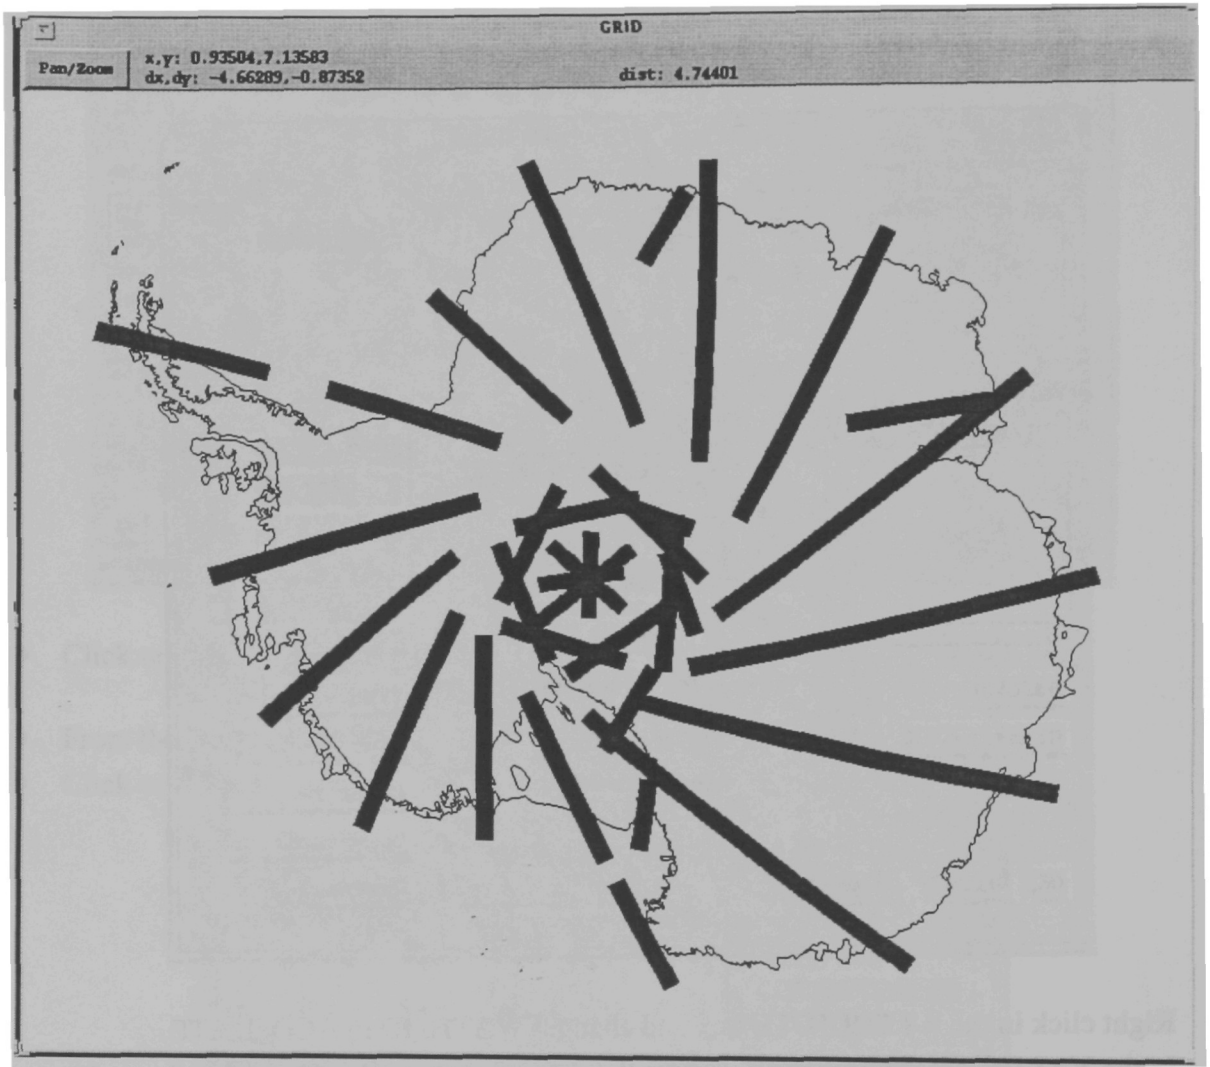 GRID
Pan/Zoom
x,y: 0.93504,7.13583
dx,dy: -4.66289,-0.87352
dist: 4.74401
Right click